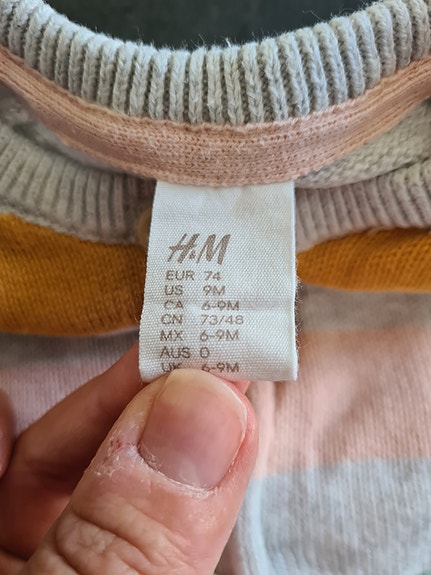 H&M
EUR 74
US 9M
CA 6-9M
CN 73/48
MX 6-9M
AUS 0
UK 6-9M